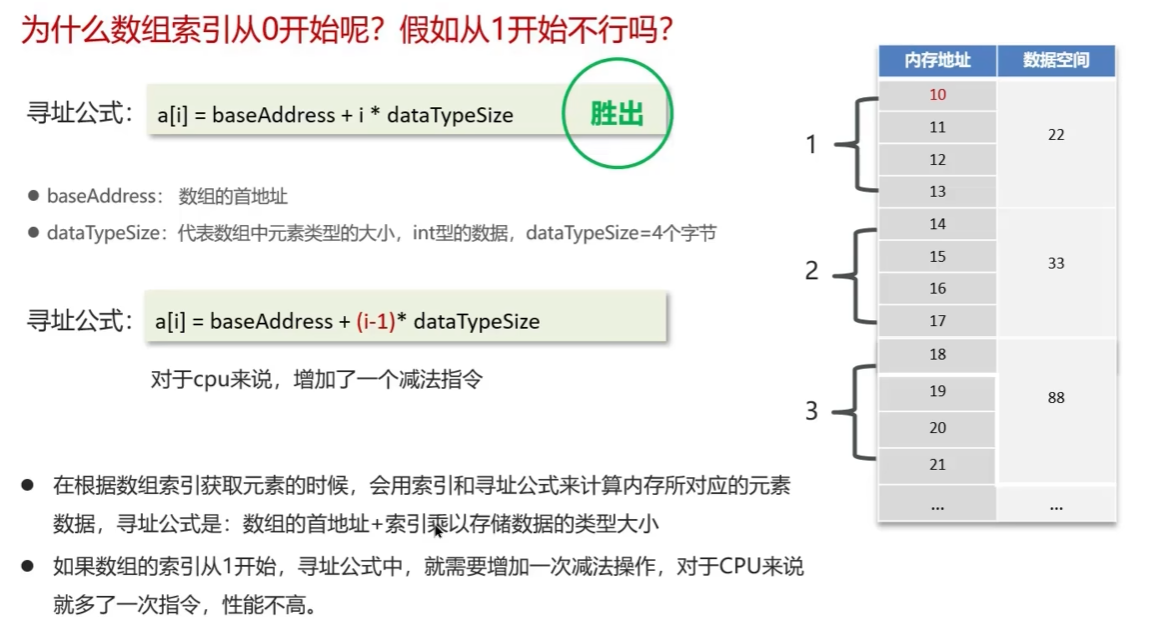 为什么数组索引从0开始呢？假如从1开始不行吗？
寻址公式： a[i] = baseAddress + i * dataTypeSize 胜出
baseAddress： 数组的首地址
dataTypeSize：代表数组中元素类型的大小，int型的数据，dataTypeSize=4个字节
寻址公式： a[i] = baseAddress + (i-1)* dataTypeSize
对于cpu来说，增加了一个减法指令
在根据数组索引获取元素的时候，会用索引和寻址公式来计算内存所对应的元素
数据，寻址公式是：数组的首地址+索引乘以存储数据的类型大小
如果数组的索引从1开始，寻址公式中，就需要增加一次减法操作，对于CPU来说
就多了一次指令，性能不高。
内存地址 数据空间
10
11
1 22
12
13
14
15
2 33
16
17
18
19
3 88
20
21
... ...